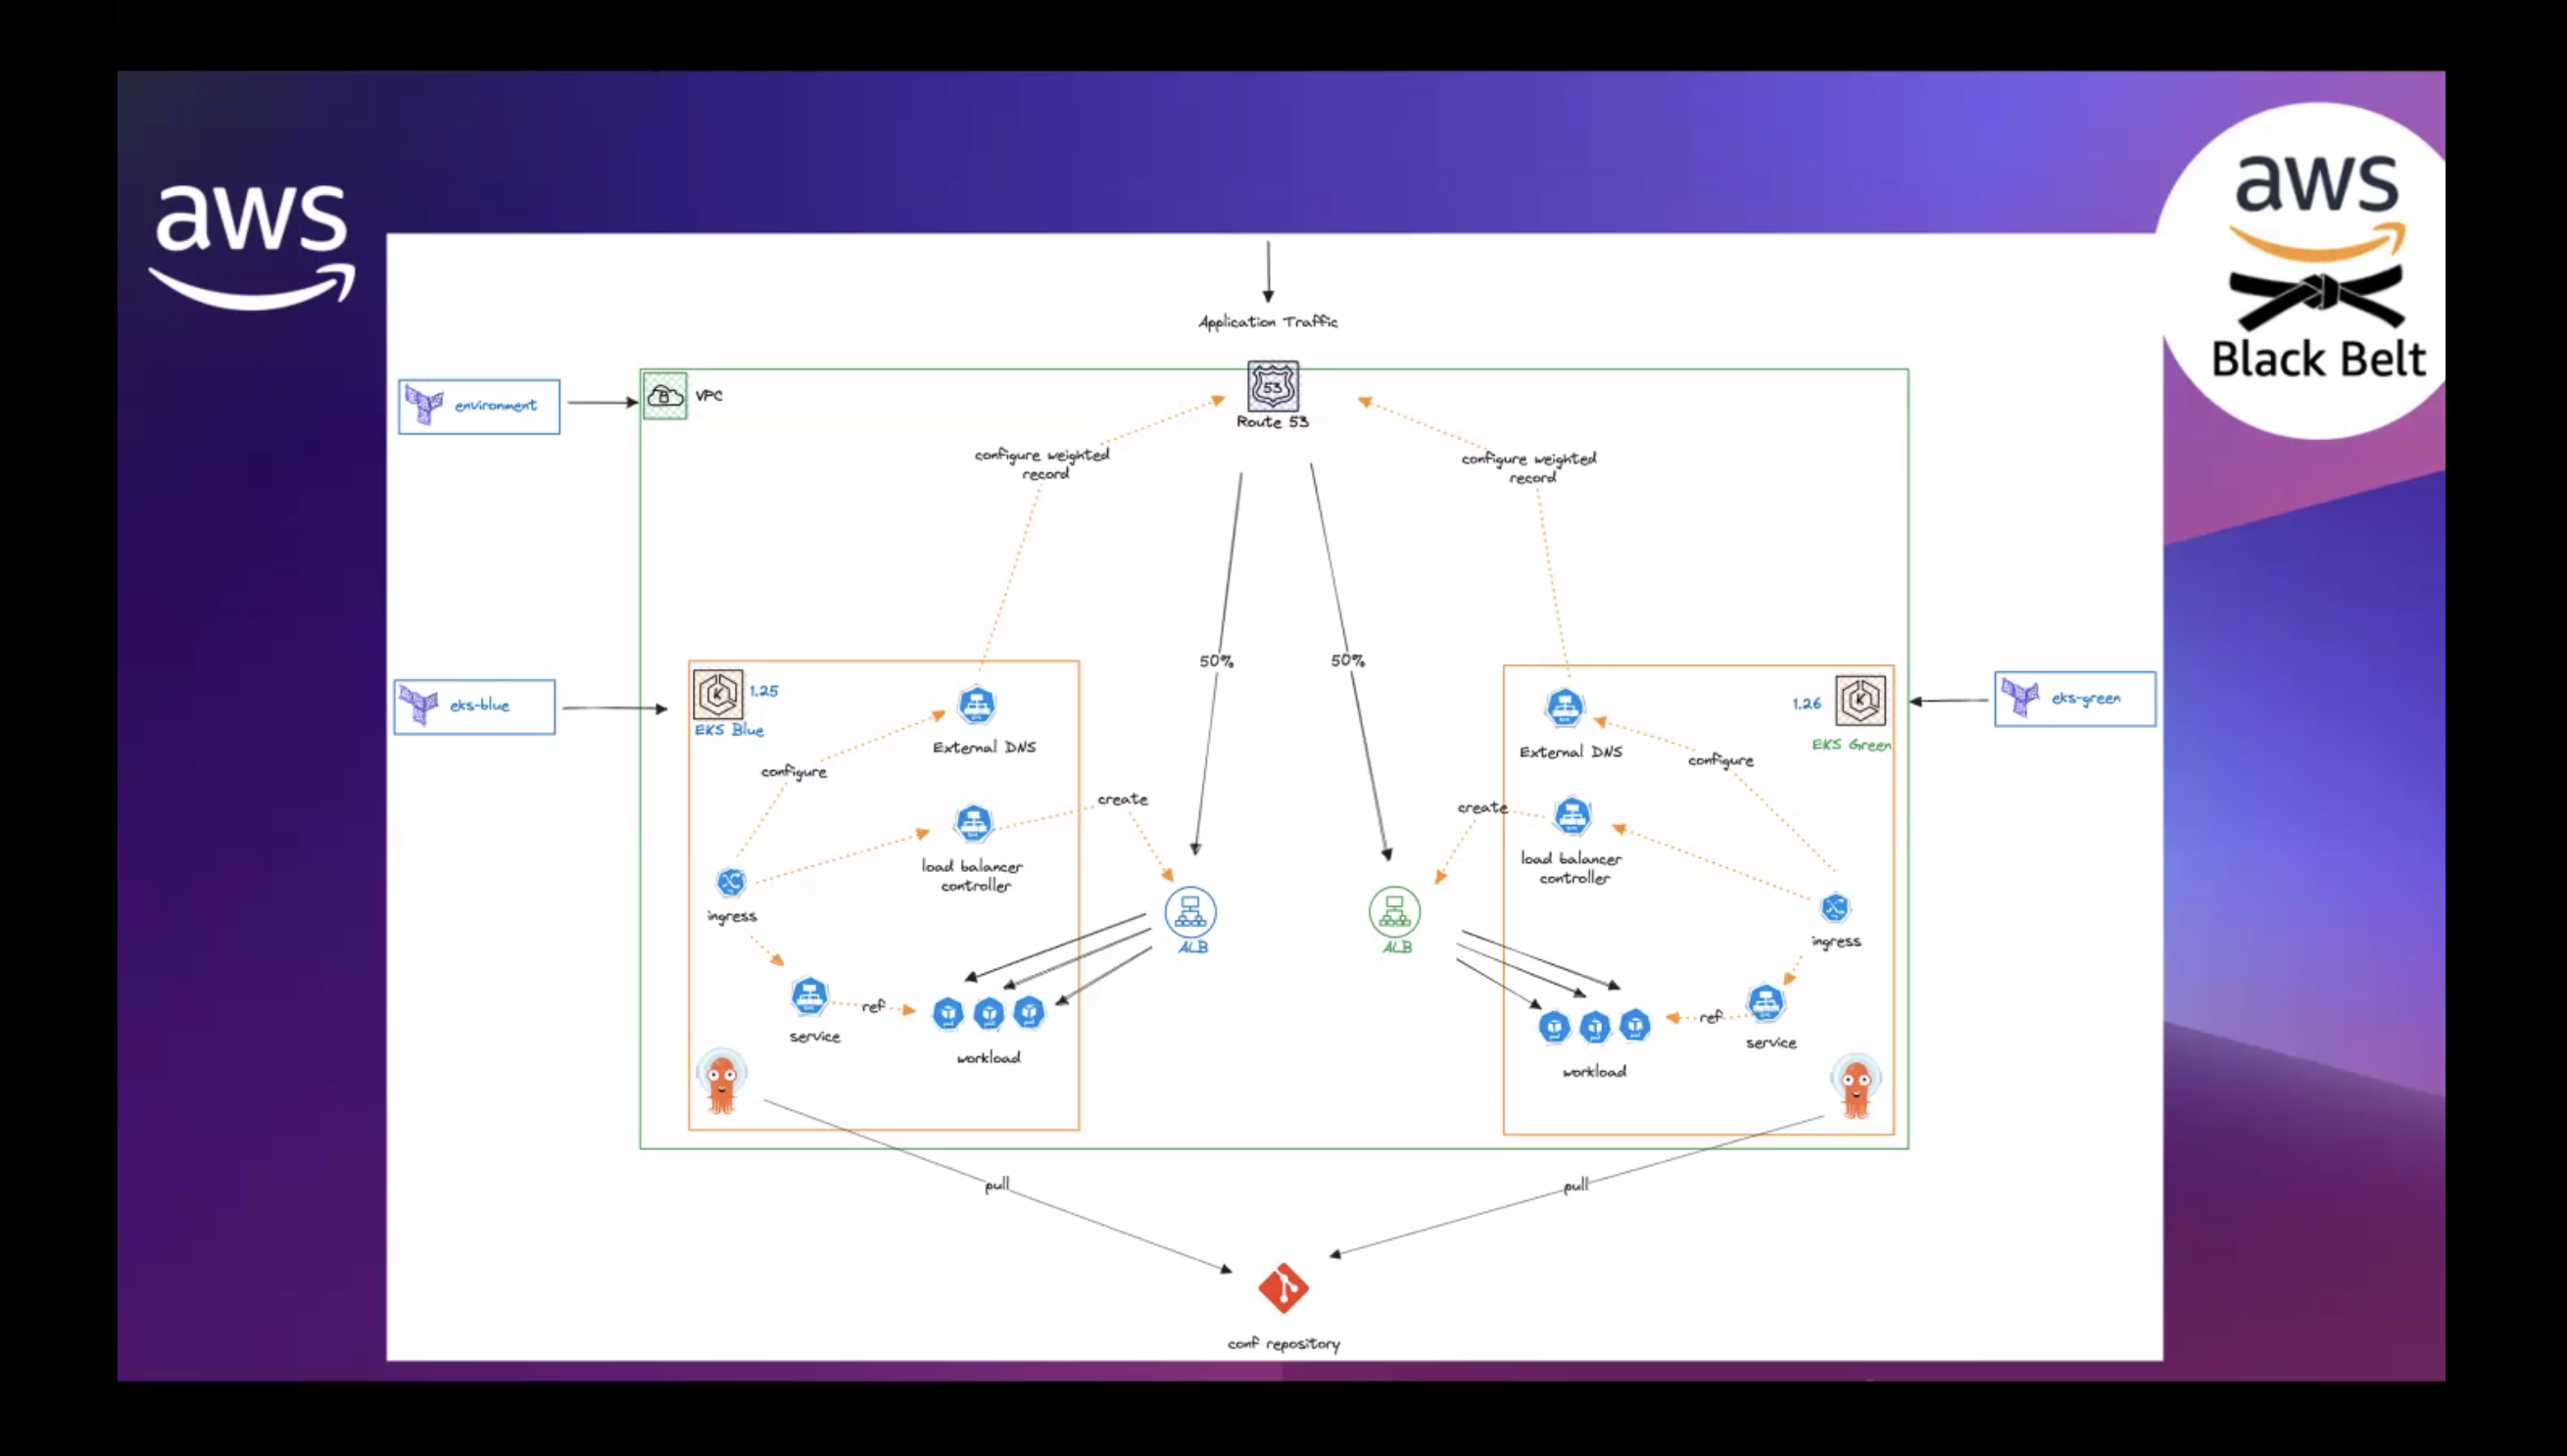 aws
aws
Black Belt
Application Traffic
environment
VPC
53
Route 53
configure weighted
record
configure weighted
record
50%
50%
eks-blue
1.25
EKS Blue
External DNS
configure
create
load balancer
controller
ingress
ALB
service
ref
workload
External DNS
1.26
EKS Green
eks-green
configure
create
load balancer
controller
ingress
ALB
ref
service
workload
pull
pull
conf repository